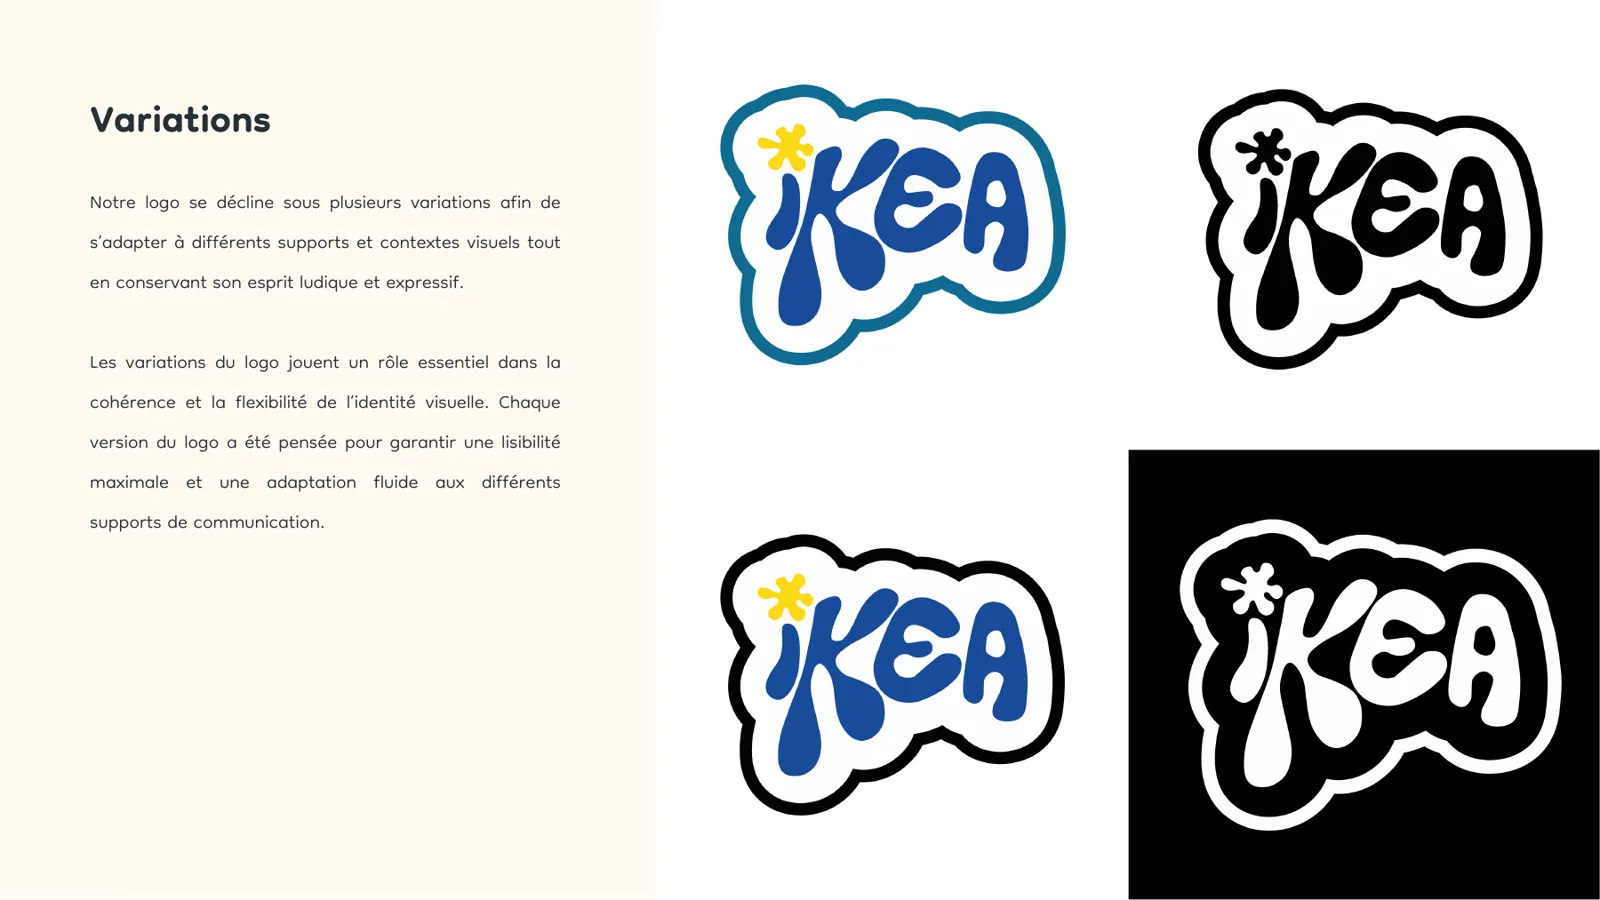 Variations
Notre logo se décline sous plusieurs variations afin de
s'adapter à différents supports et contextes visuels tout
en conservant son esprit ludique et expressif.
Les variations du logo jouent un rôle essentiel dans la
cohérence et la flexibilité de l'identité visuelle. Chaque
version du logo a été pensée pour garantir une lisibilité
maximale et une adaptation fluide aux différents
supports de communication.
iKEA
iKEA
iKEA
iKEA